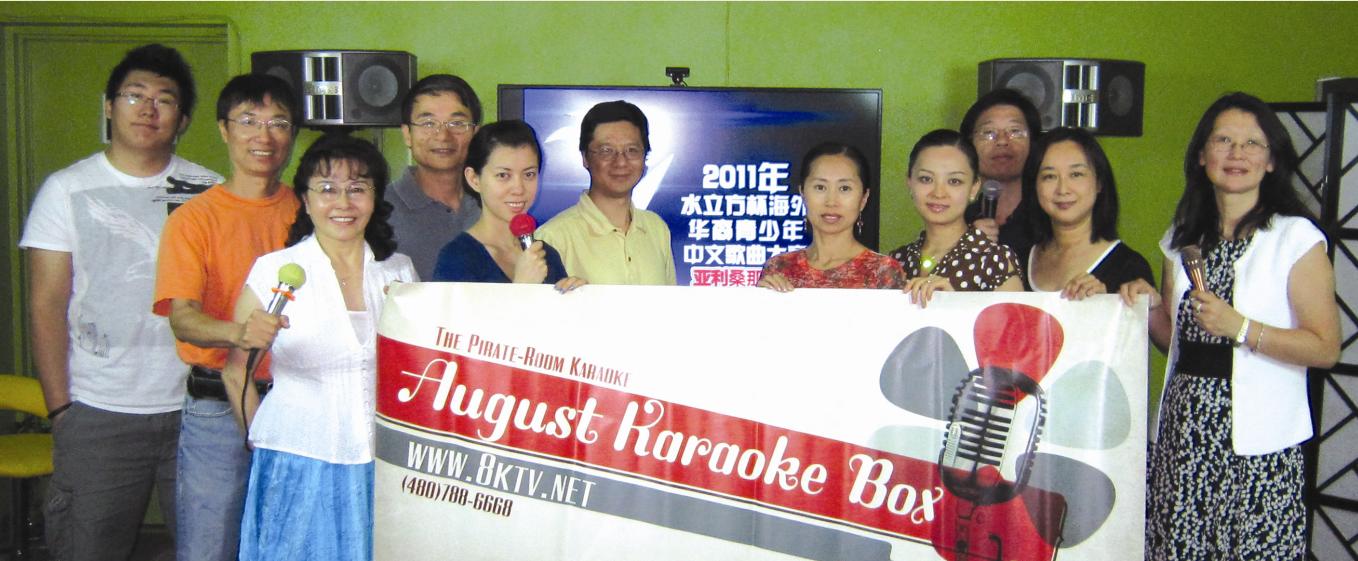 2011年
水立方杯海外
华裔青少年
中文歌曲大
亚利桑那
THE PIRATE-ROOM KARAOKE
August Karaoke Box
WWW.8KTV.NET
(480)788-6668